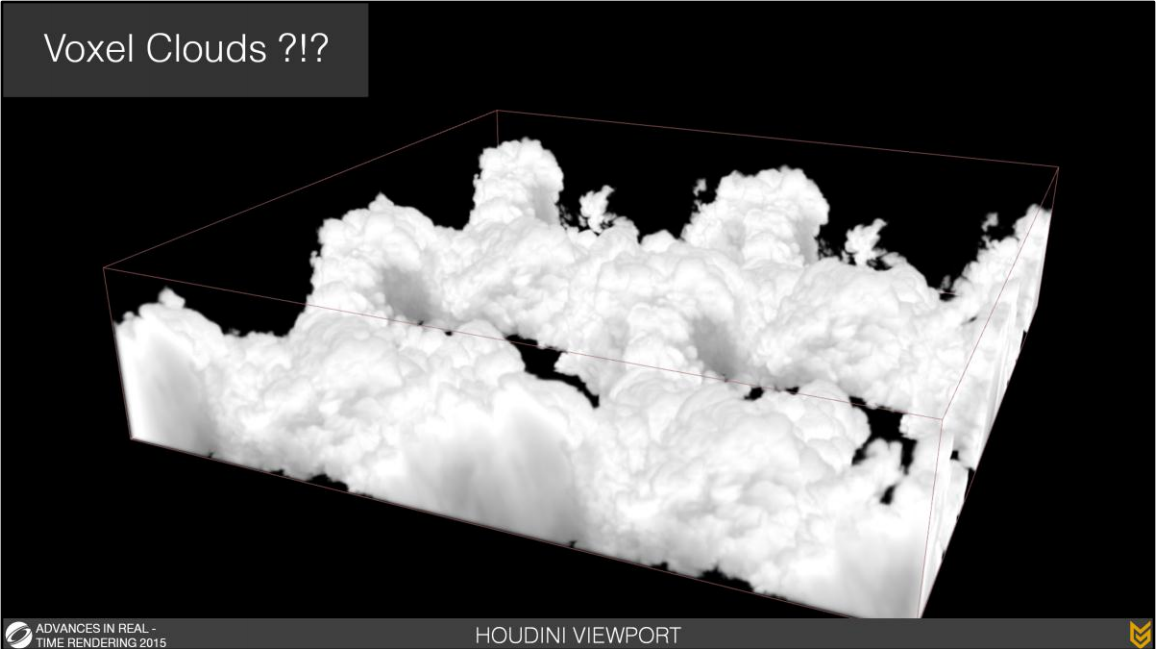 Voxel Clouds ?!?
ADVANCES IN REAL -
TIME RENDERING 2015
HOUDINI VIEWPORT